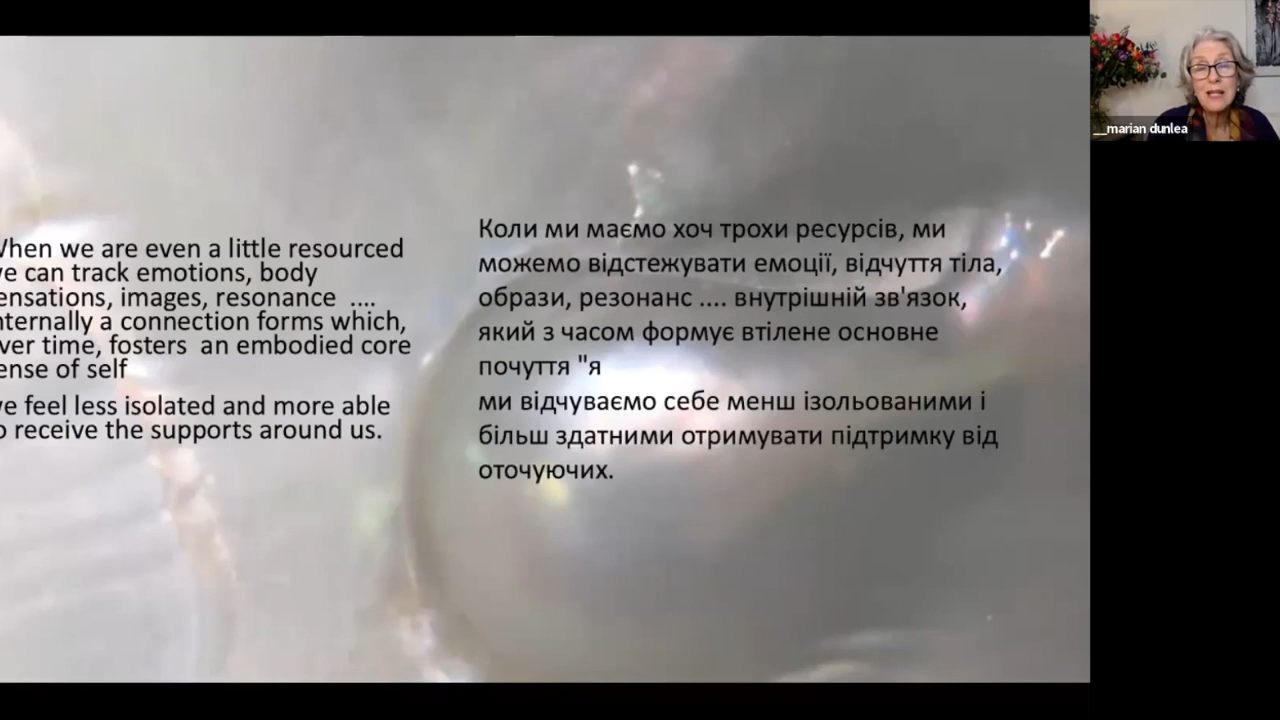 Vhen we are even a little resourced
ve can track emotions, body
ensations, images, resonance ....
nternally a connection forms which,
ver time, fosters an embodied core
ense of self
ve feel less isolated and more able
o receive the supports around us.
Коли ми маємо хоч трохи ресурсів, ми
можемо відстежувати емоції, відчуття тіла,
образи, резонанс .... внутрішній зв'язок,
який з часом формує втілене основне
почуття "я
ми відчуваємо себе менш ізольованими і
більш здатними отримувати підтримку від
оточуючих.
__marian dunlea